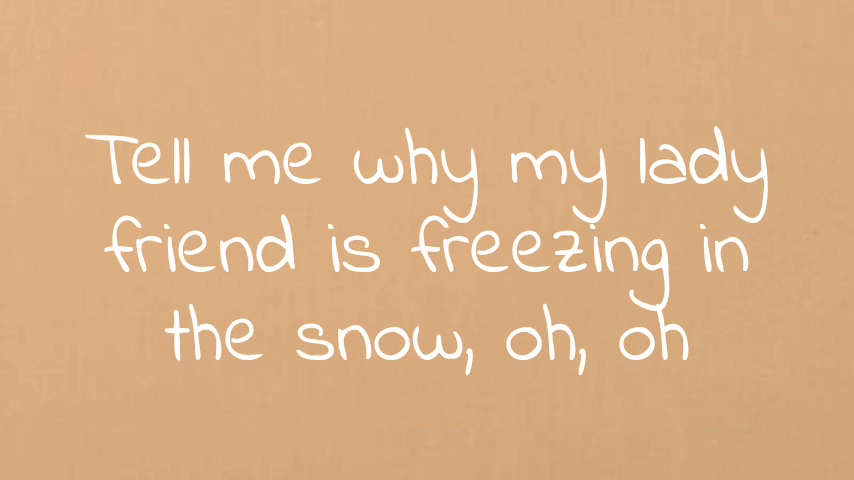 Tell me why my lady
friend is freezing in
the snow, oh, oh